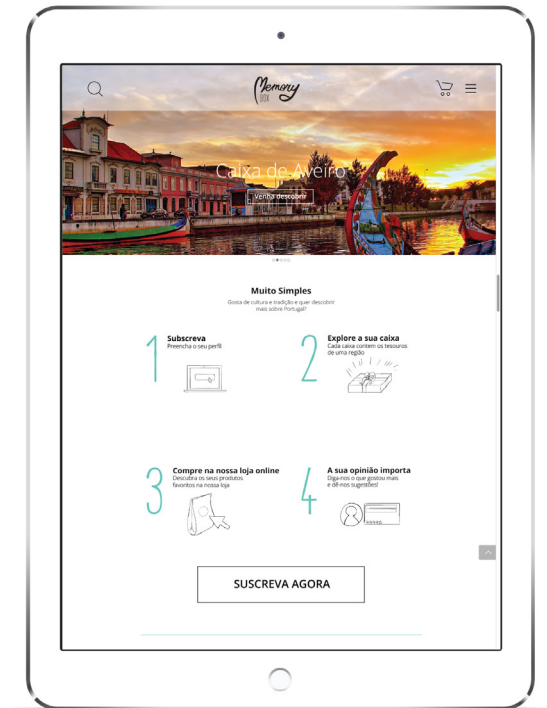 Memory
BOX
Caixa de Aveiro
Venha descobrir
Muito Simples
Gosta de cultura e tradição e quer descobrir
mais sobre Portugal?
1
Subscreva
Preencha o seu perfil
2
Explore a sua caixa
Cada caixa contem os tesouros
de uma região
3
Compre na nossa loja online
Descubra os seus produtos
favoritos na nossa loja
4
A sua opinião importa
Diga-nos o que gostou mais
e dê-nos sugestões!
SUSCREVA AGORA